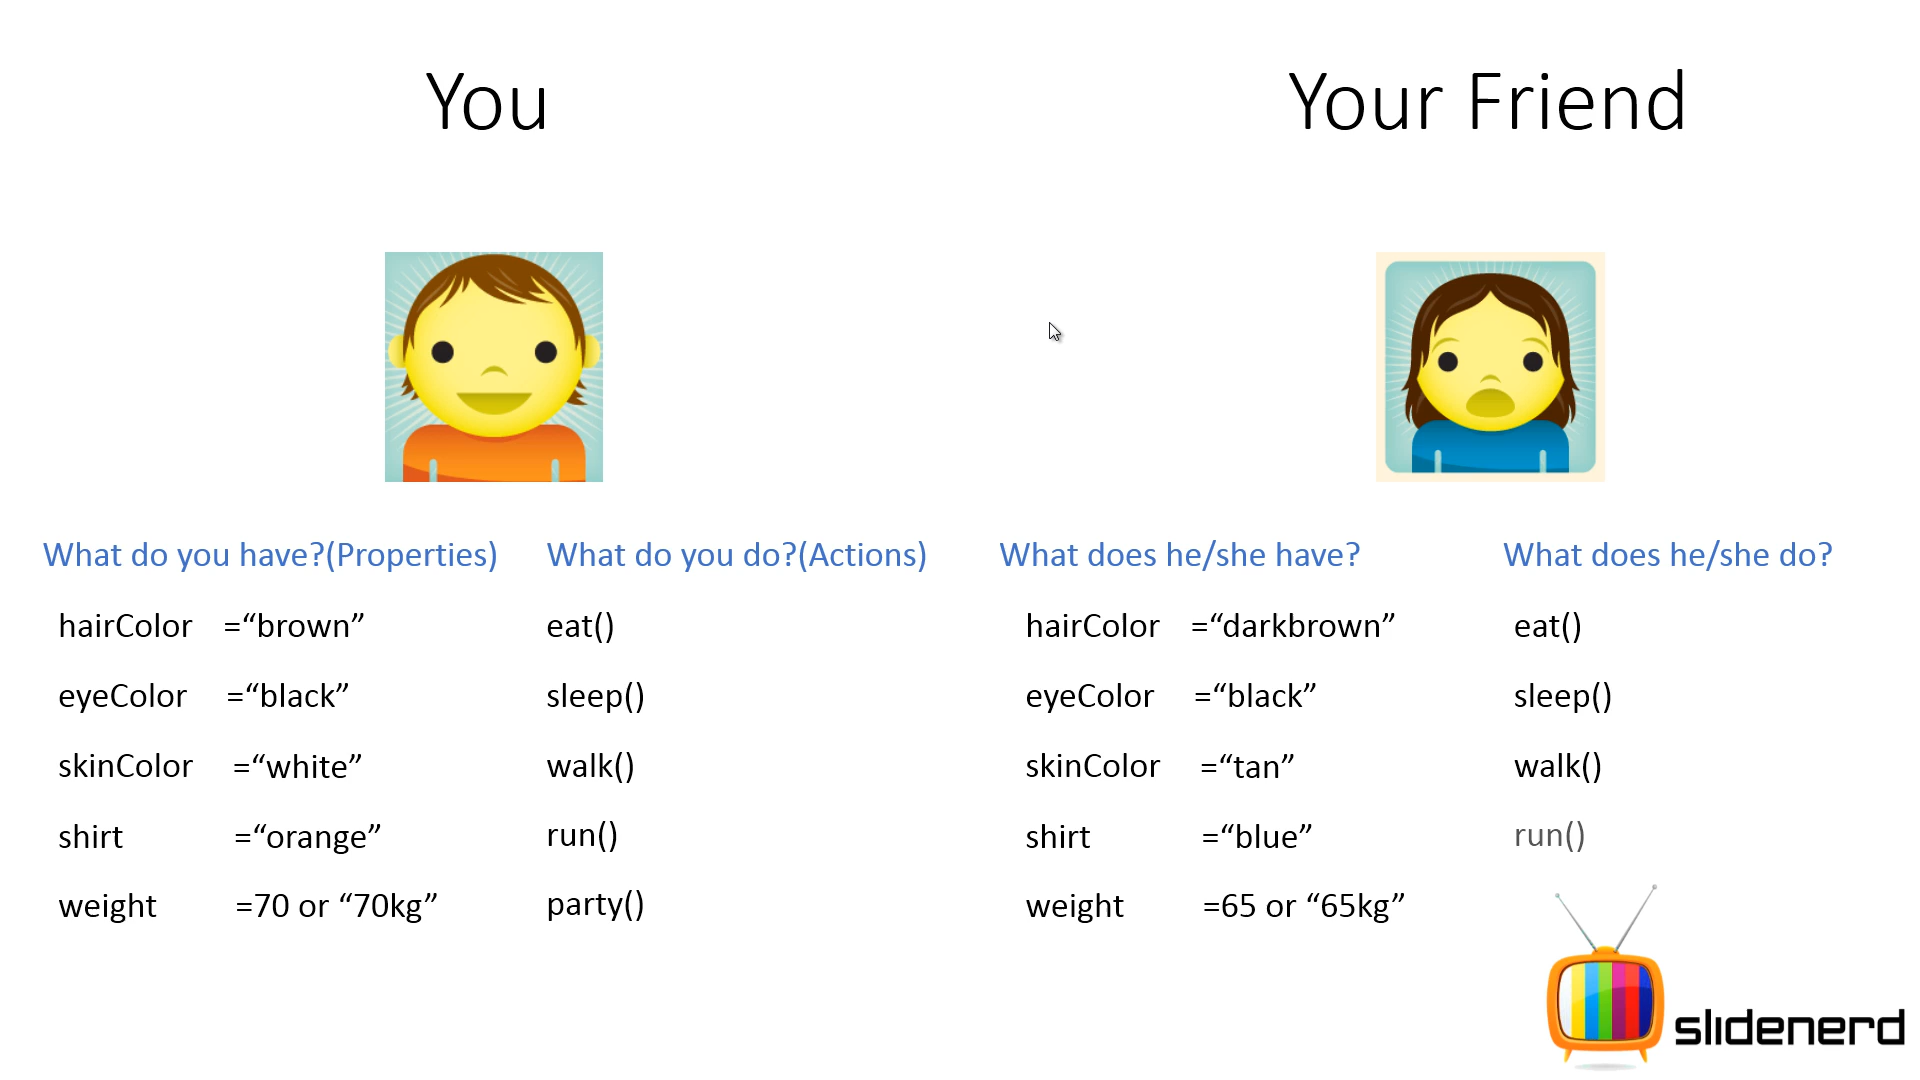 You
Your Friend
What do you have?(Properties)
What do you do?(Actions)
What does he/she have?
What does he/she do?
hairColor =“brown”
eat()
hairColor =“darkbrown”
eat()
eyeColor =“black”
sleep()
eyeColor =“black”
sleep()
skinColor =“white”
walk()
skinColor =“tan”
walk()
shirt =“orange”
run()
shirt =“blue”
run()
weight =70 or “70kg”
party()
weight =65 or “65kg”
slidenerd